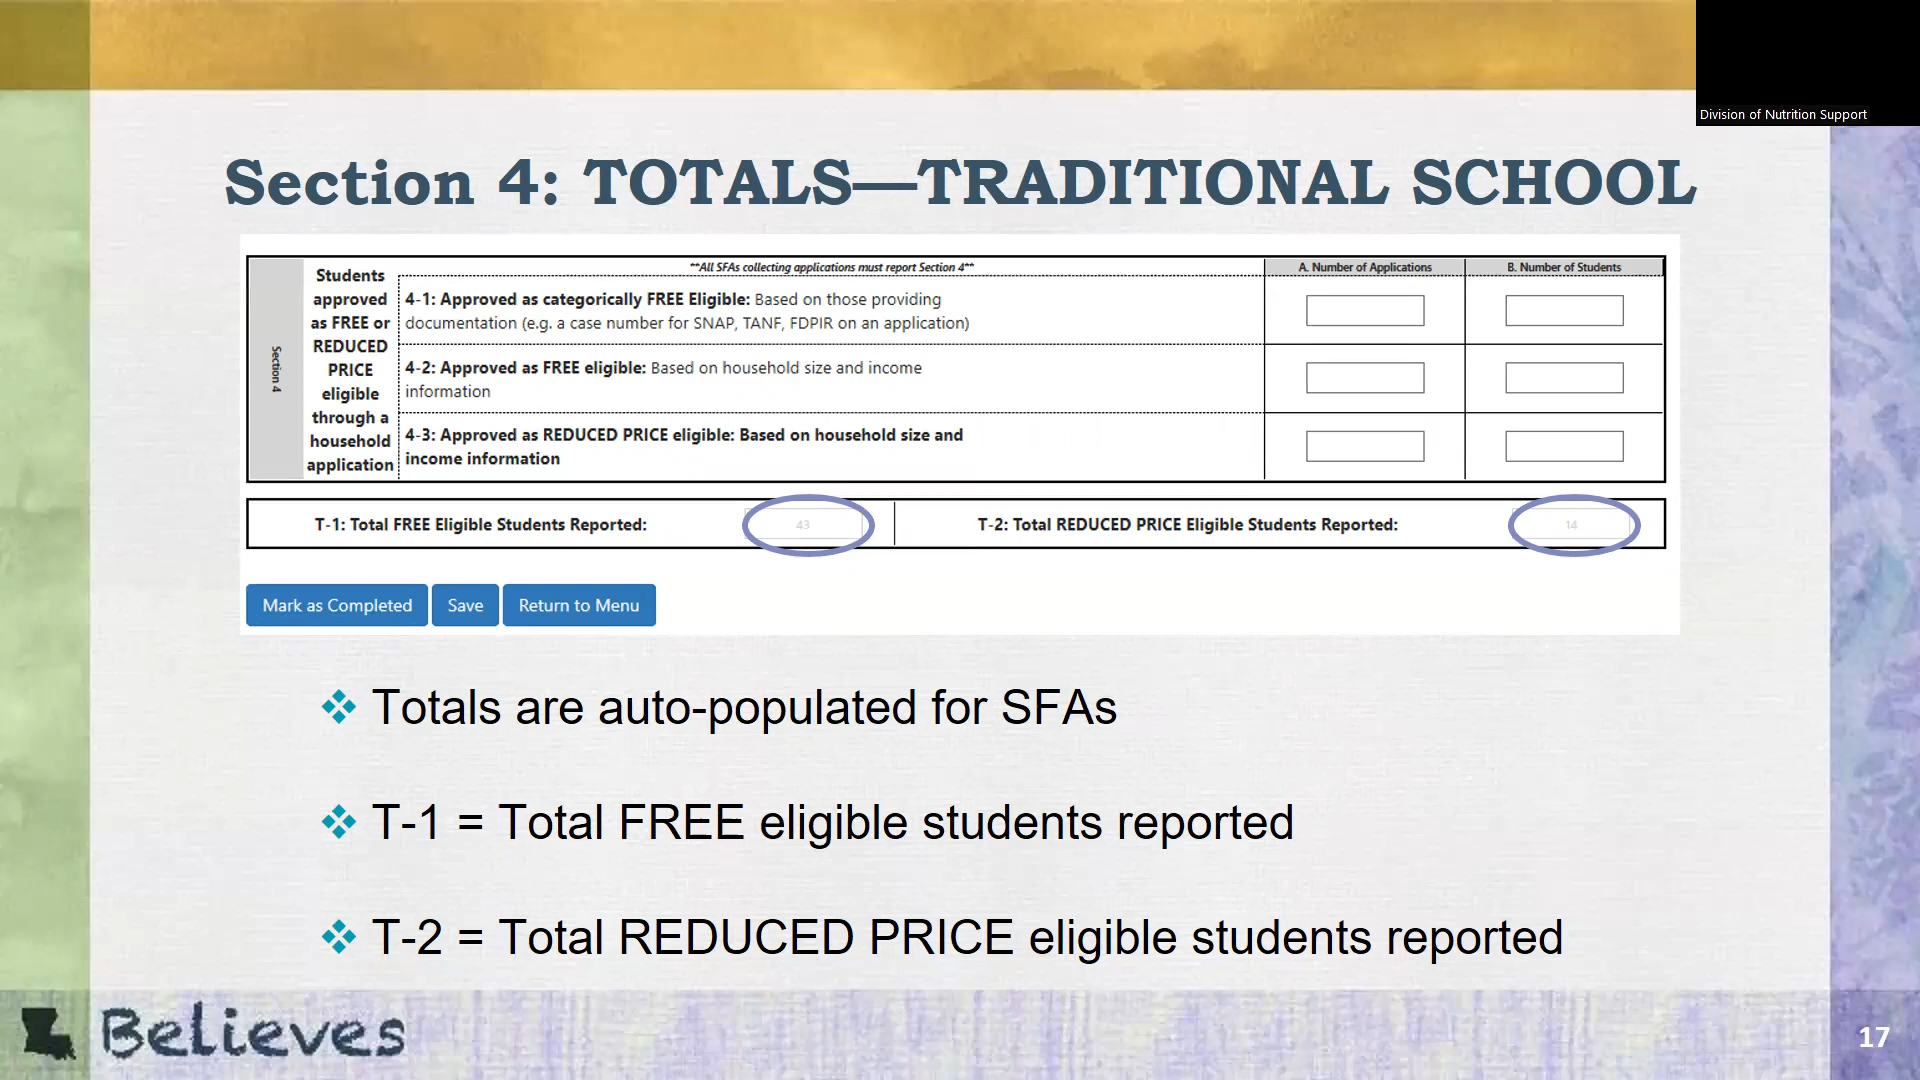 Division of Nutrition Support
Section 4: TOTALS—TRADITIONAL SCHOOL
Section 4
Students
approved
as FREE or
REDUCED
PRICE
eligible
through a
household
application
**All SFAs collecting applications must report Section 4**
A. Number of Applications
B. Number of Students
4-1: Approved as categorically FREE Eligible: Based on those providing
documentation (e.g. a case number for SNAP, TANF, FDPIR on an application)
4-2: Approved as FREE eligible: Based on household size and income
information
4-3: Approved as REDUCED PRICE eligible: Based on household size and
income information
T-1: Total FREE Eligible Students Reported:
43
T-2: Total REDUCED PRICE Eligible Students Reported:
14
Mark as Completed
Save
Return to Menu
Totals are auto-populated for SFAs
T-1 = Total FREE eligible students reported
T-2 = Total REDUCED PRICE eligible students reported
Believes
17